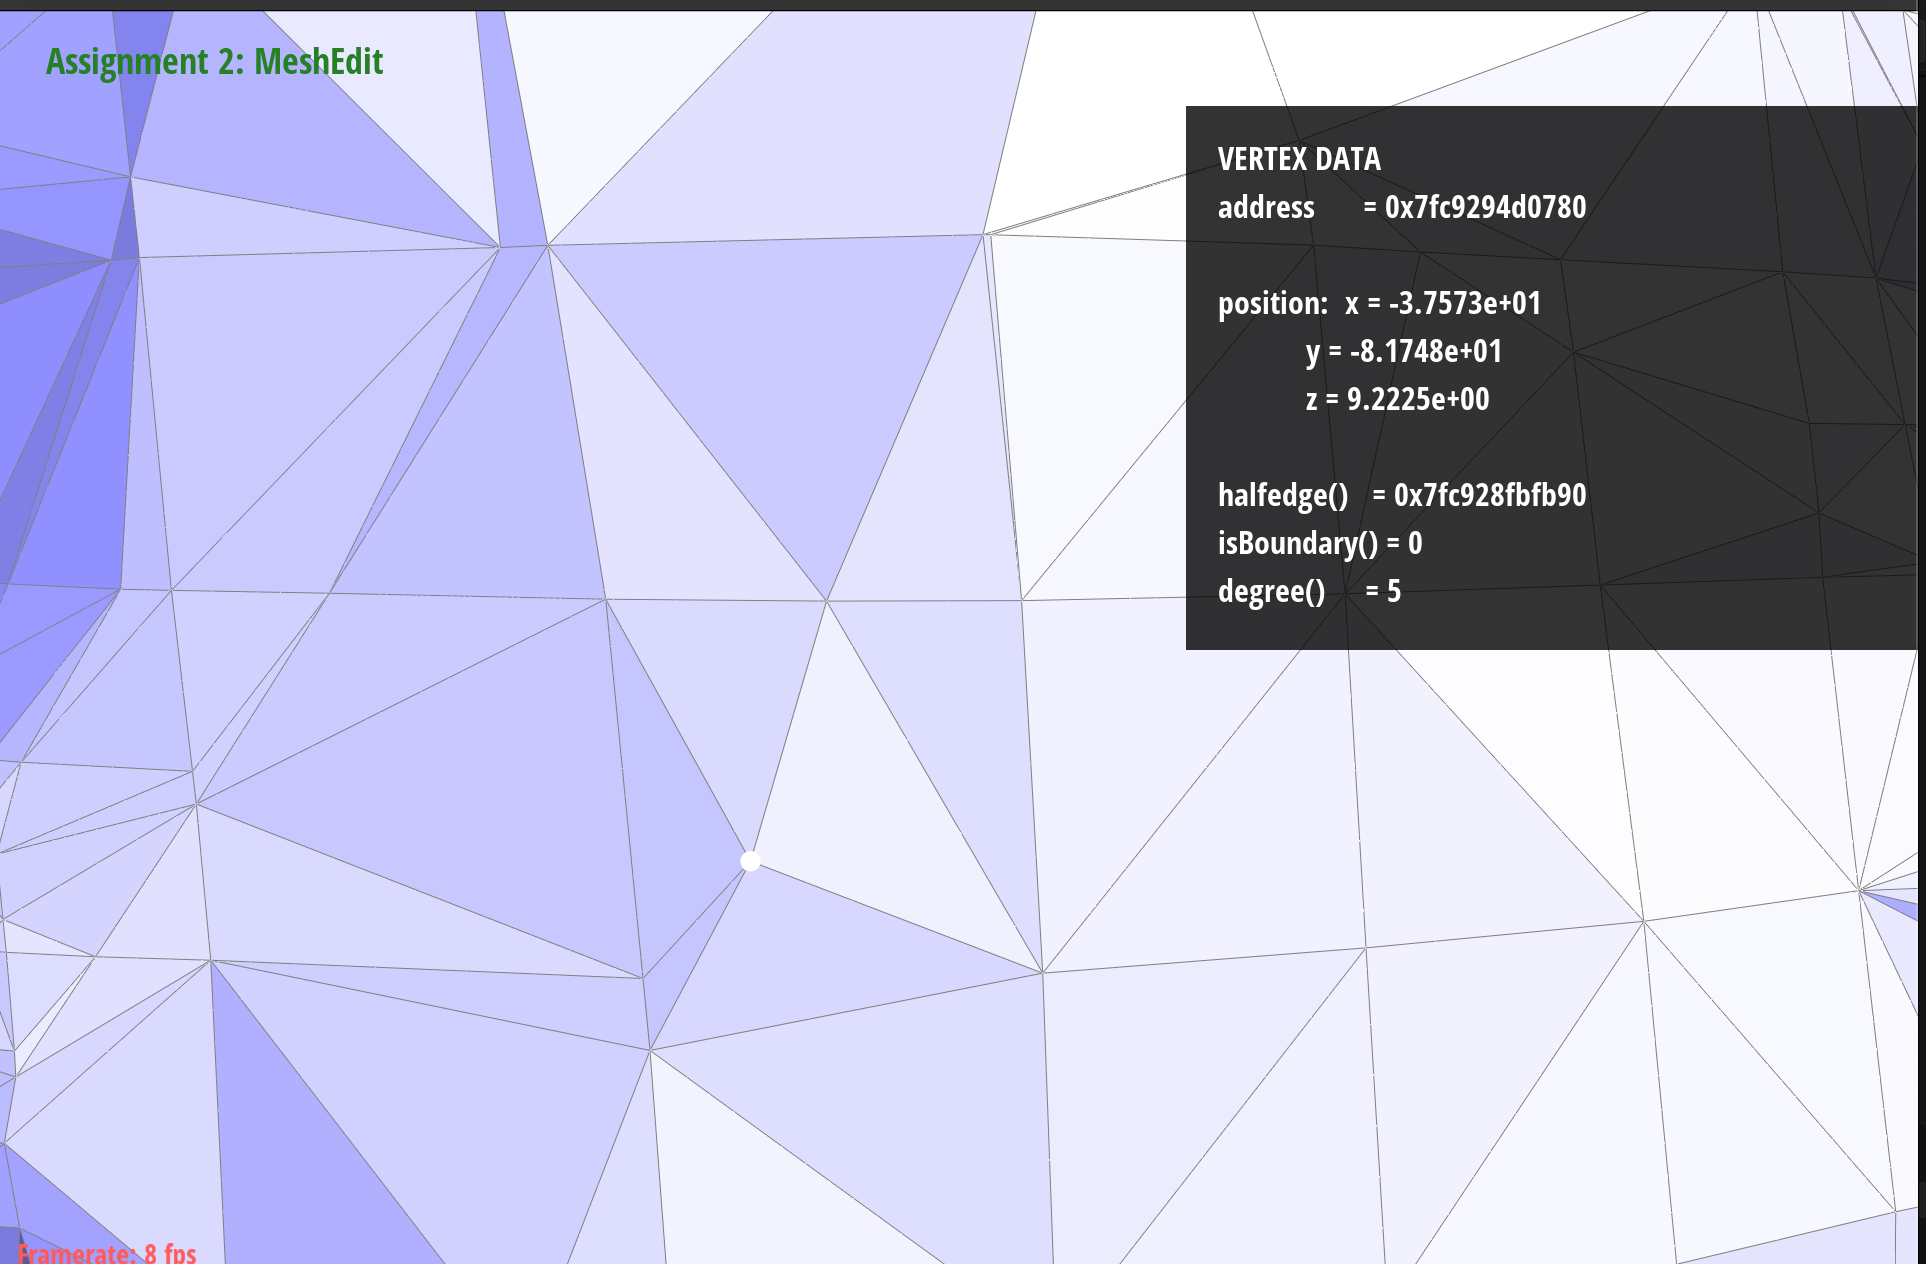 Assignment 2: MeshEdit
VERTEX DATA
address = 0x7fc9294d0780
position: x = -3.7573e+01
y = -8.1748e+01
z = 9.2225e+00
halfedge() = 0x7fc928fbfb90
isBoundary() = 0
degree() = 5
Framerate: 8 fps